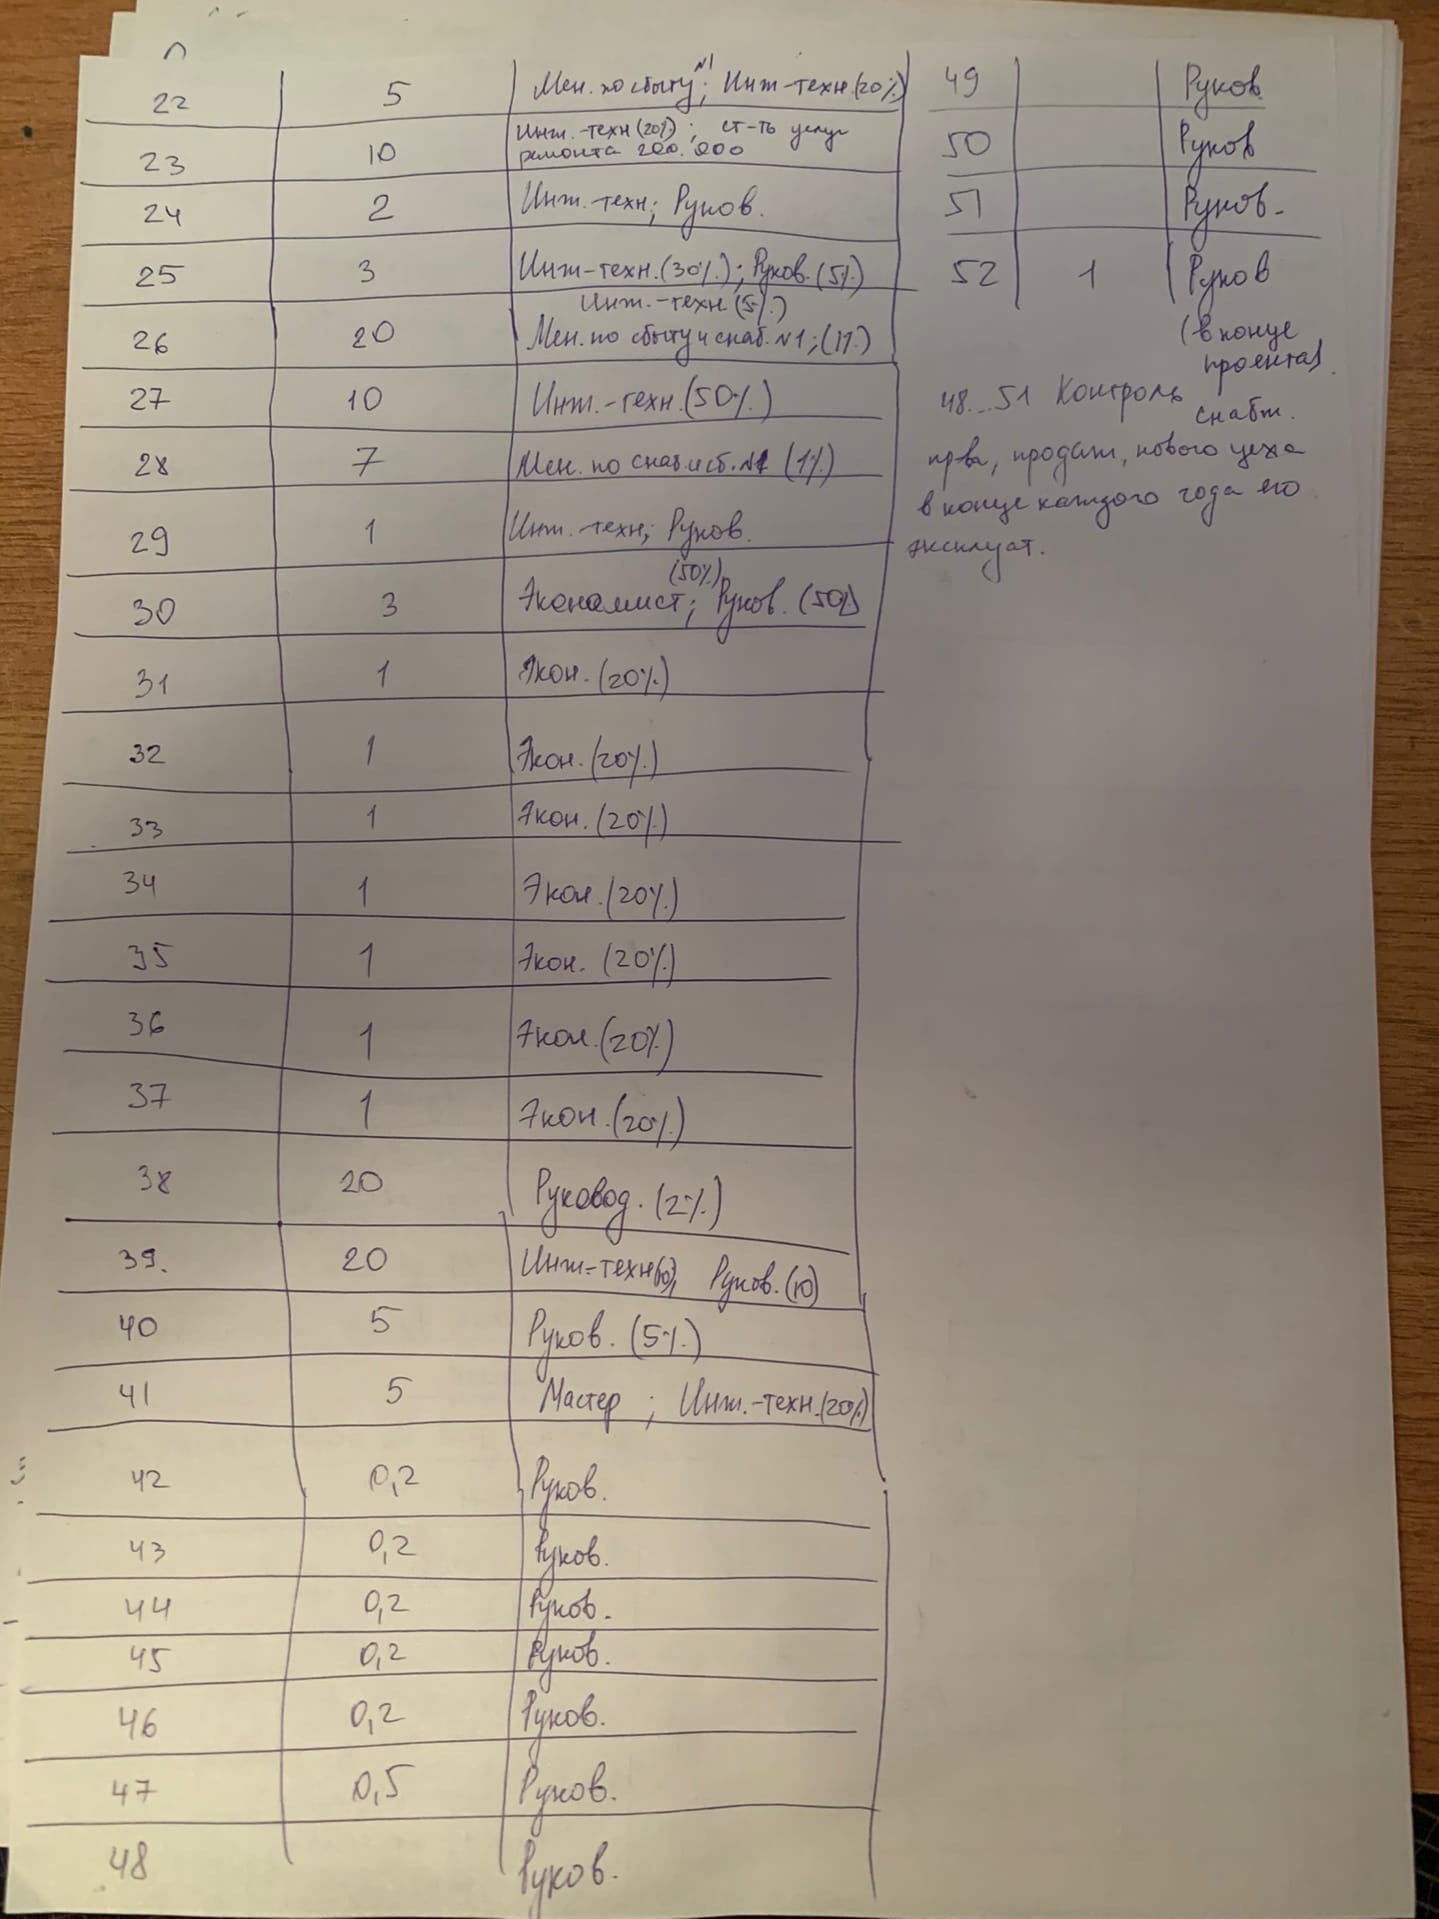 22 5 Мен. по сбыту №1; Инж-техн.(20%)
23 10 Инж.-техн(20%); ст-ть услуг
ремонта 200.000
24 2 Инж.-техн; Руков.
25 3 Инж-техн.(30%); Руков.(5%)
Инж.-техн(5%)
26 20 Мен. по сбыту и снаб. №1; (1%)
27 10 Инж.-техн.(50%)
28 7 Мен. по снаб. и сб. №1 (1%)
29 1 Инж.-техн; Руков.
(50%)
30 3 Экономист; Руков. (50%)
31 1 Экон. (20%)
32 1 Экон. (20%)
33 1 Экон. (20%)
34 1 Экон. (20%)
35 1 Экон. (20%)
36 1 Экон. (20%)
37 1 Экон. (20%)
38 20 Руковод. (2%)
39. 20 Инж-техн(10), Руков. (10)
40 5 Руков. (5%)
41 5 Мастер ; Инж.-техн.(20%)
42 0,2 Руков.
43 0,2 Руков.
44 0,2 Руков.
45 0,2 Руков.
46 0,2 Руков.
47 0,5 Руков.
48 Руков.
49 Руков.
50 Руков
51 Руков.
52 1 Руков
(в конце
проекта).
48...51 Контроль снабж.
пр-ва, продаж, нового цеха
в конце каждого года его
эксплуат.